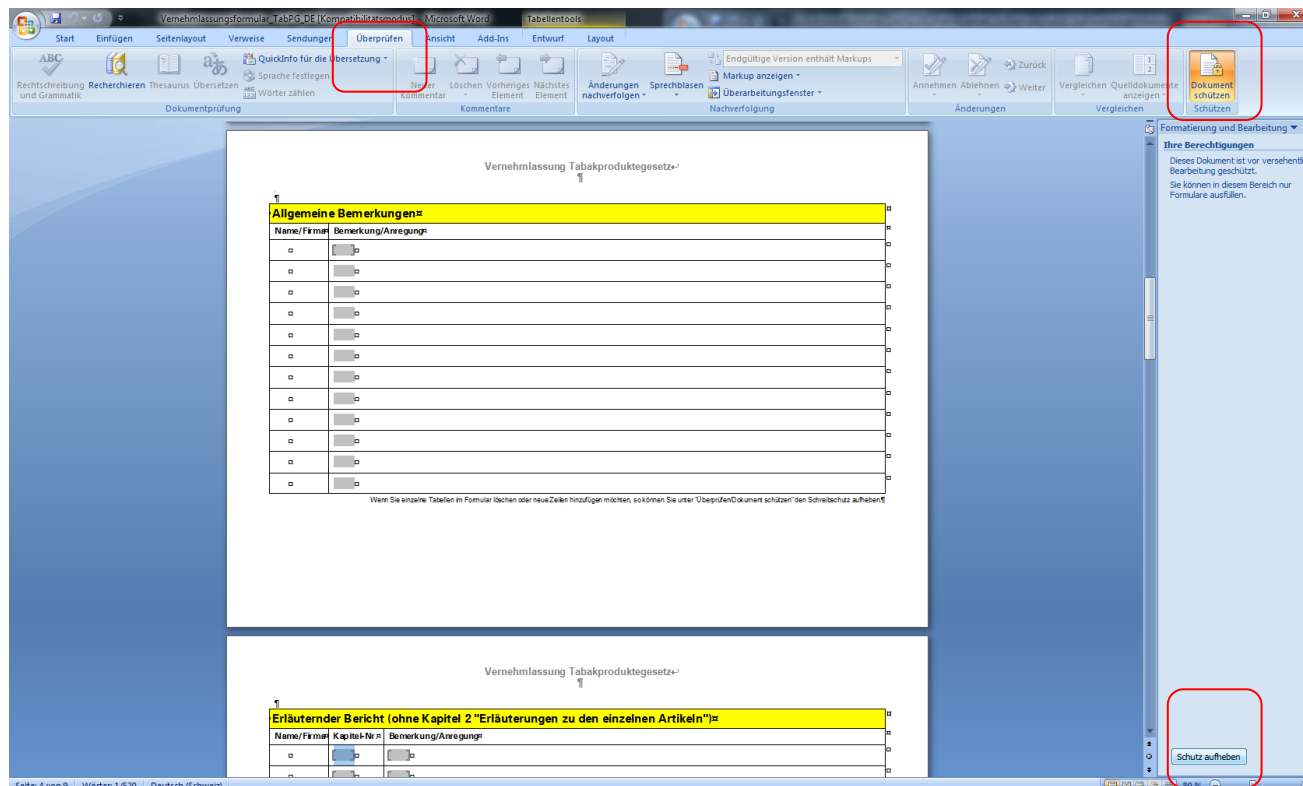 Vernehmlassungsformular_TabPG_DE [Kompatibilitätsmodus] - Microsoft Word Tabellentools
Start Einfügen Seitenlayout Verweise Sendungen Überprüfen Ansicht Add-Ins Entwurf Layout
Rechtschreibung und Grammatik
Recherchieren
Thesaurus
Übersetzen
QuickInfo für die Übersetzung
Sprache festlegen
Wörter zählen
Dokumentprüfung
Neuer Kommentar
Löschen
Vorheriges Element
Nächstes Element
Kommentare
Änderungen nachverfolgen
Sprechblasen
Endgültige Version enthält Markups
Markup anzeigen
Überarbeitungsfenster
Nachverfolgung
Annehmen
Ablehnen
Zurück
Weiter
Änderungen
Vergleichen
Quelldokumente anzeigen
Vergleichen
Dokument schützen
Schützen
Vernehmlassung Tabakproduktegesetz
Allgemeine Bemerkungen
Name/Firma Bemerkung/Anregung
Wenn Sie einzelne Tabellen im Formular löschen oder neue Zeilen hinzufügen möchten, so können Sie unter "Überprüfen/Dokument schützen" den Schreibschutz aufheben
Vernehmlassung Tabakproduktegesetz
Erläuternder Bericht (ohne Kapitel 2 "Erläuterungen zu den einzelnen Artikeln")
Name/Firma Kapitel-Nr. Bemerkung/Anregung
Formatierung und Bearbeitung
Ihre Berechtigungen
Dieses Dokument ist vor versehentl
Bearbeitung geschützt.
Sie können in diesem Bereich nur
Formulare ausfüllen.
Schutz aufheben
Seite: 4 von 9 Wörter: 1/520 Deutsch (Schweiz)
80 %